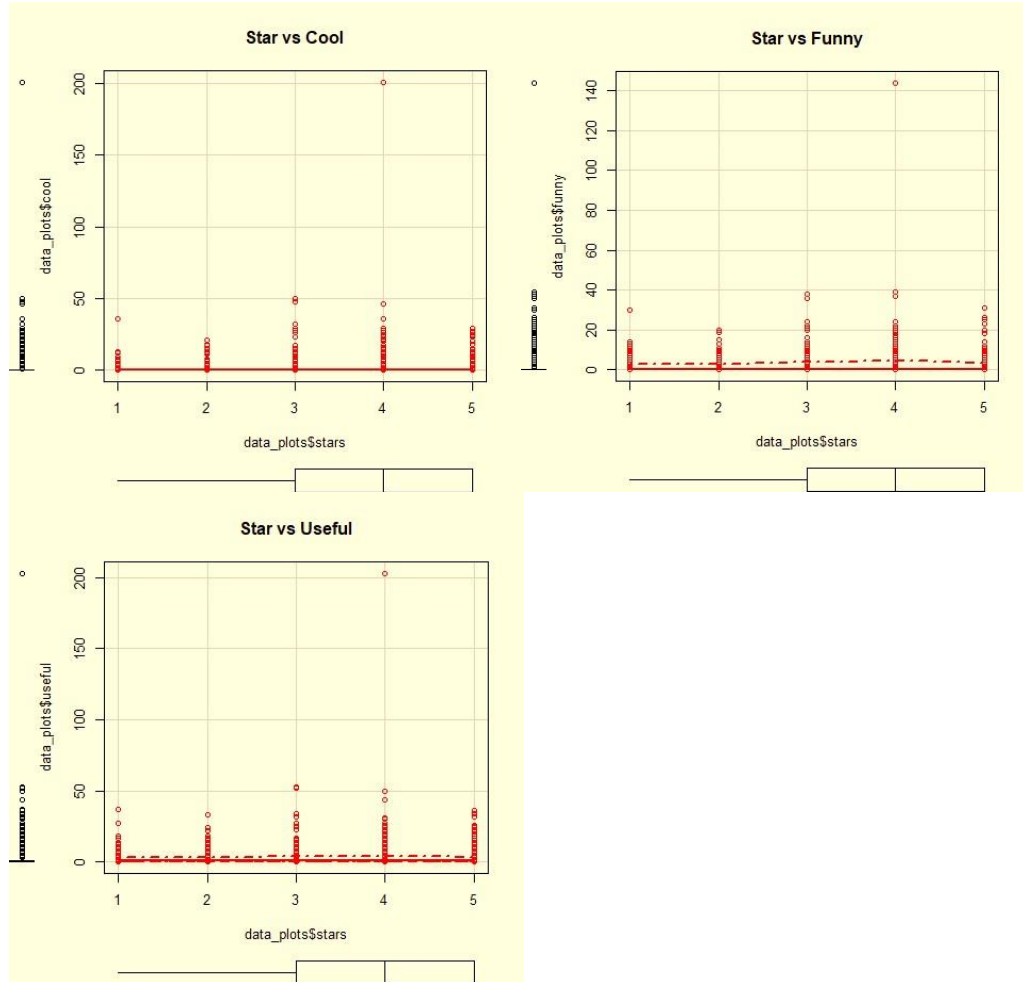 Star vs Cool
200
150
100
50
0
data_plots$cool
1 2 3 4 5
data_plots$stars
Star vs Funny
140
120
100
80
60
40
20
0
data_plots$funny
1 2 3 4 5
data_plots$stars
Star vs Useful
200
150
100
50
0
data_plots$useful
1 2 3 4 5
data_plots$stars